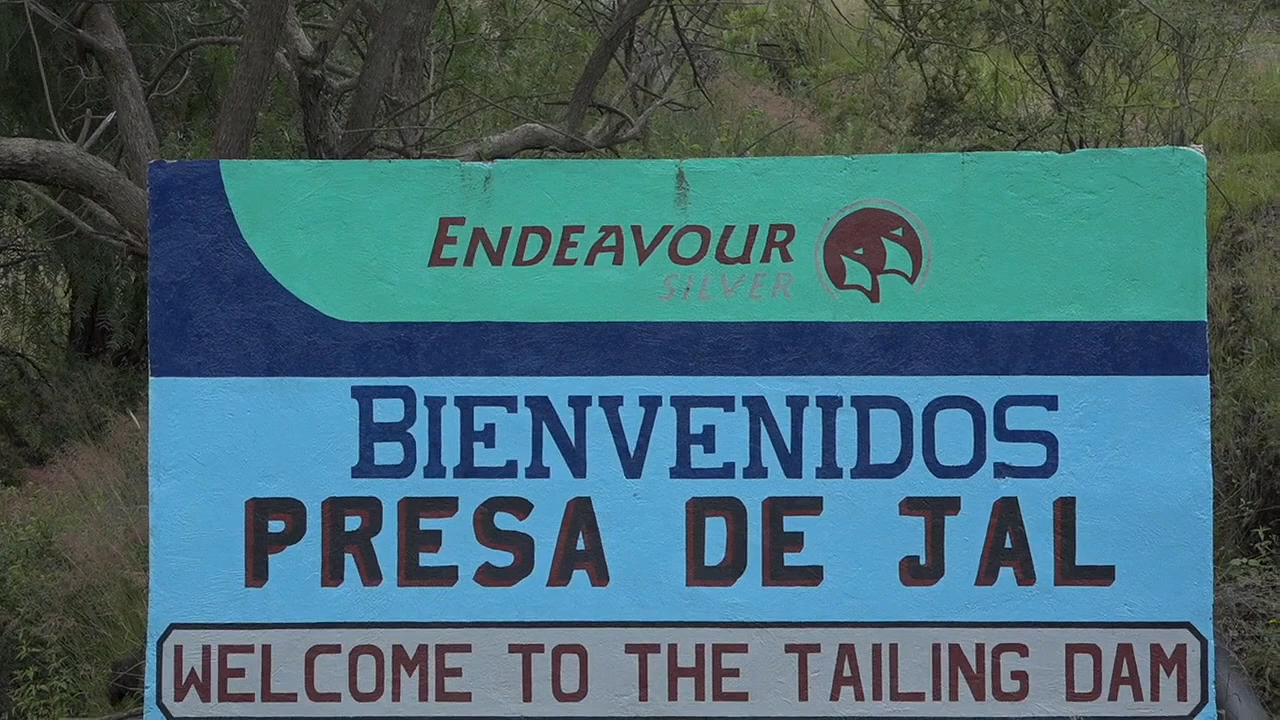 ENDEAVOUR
SILVER
BIENVENIDOS
PRESA DE JAL
WELCOME TO THE TAILING DAM